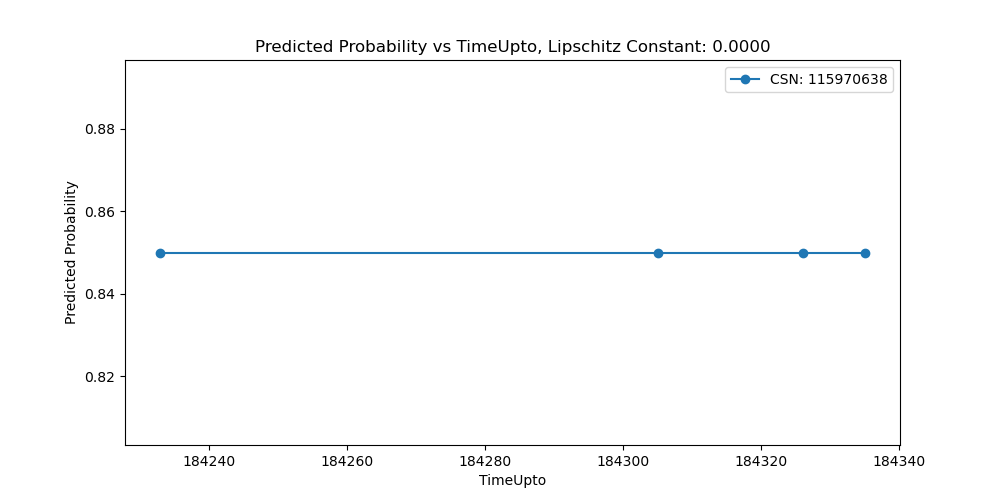 Predicted Probability vs TimeUpto, Lipschitz Constant: 0.0000
CSN: 115970638
Predicted Probability
0.88
0.86
0.84
0.82
184240 184260 184280 184300 184320 184340
TimeUpto